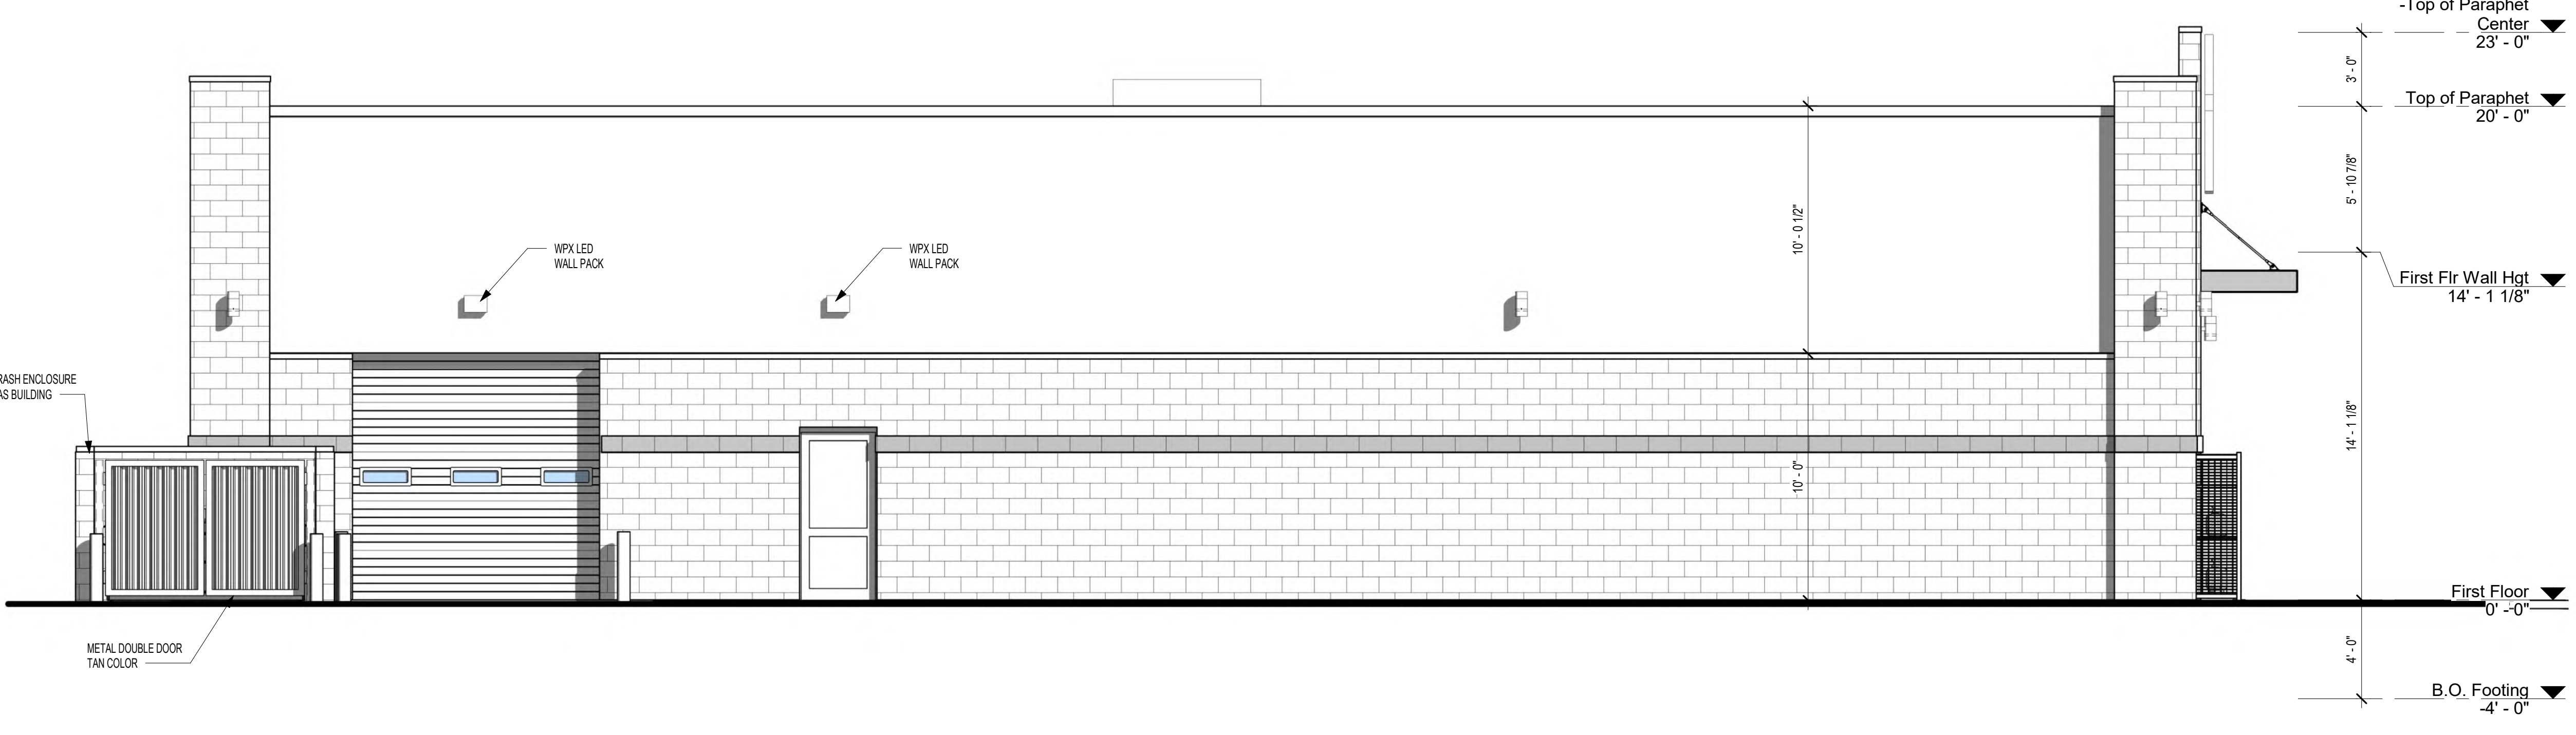 -Top of Paraphet
Center
23' - 0"
3' - 0"
Top of Paraphet
20' - 0"
5' - 10 7/8"
10' - 0 1/2"
WPX LED
WALL PACK
WPX LED
WALL PACK
First Flr Wall Hgt
14' - 1 1/8"
RASH ENCLOSURE
AS BUILDING
14' - 1 1/8"
10' - 0"
First Floor
0' - 0"
METAL DOUBLE DOOR
TAN COLOR
4' - 0"
B.O. Footing
-4' - 0"